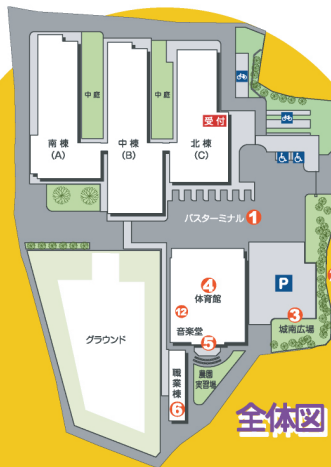 中庭
中庭
受付
南棟
(A)
中棟
(B)
北棟
(C)
バスターミナル 1
P
4
体育館
12
音楽堂
5
3
城南広場
グラウンド
職業棟
6
農園
実習場
全体図